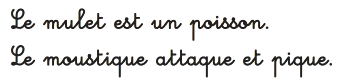 Le mulet est un poisson.
Le moustique attaque et pique.